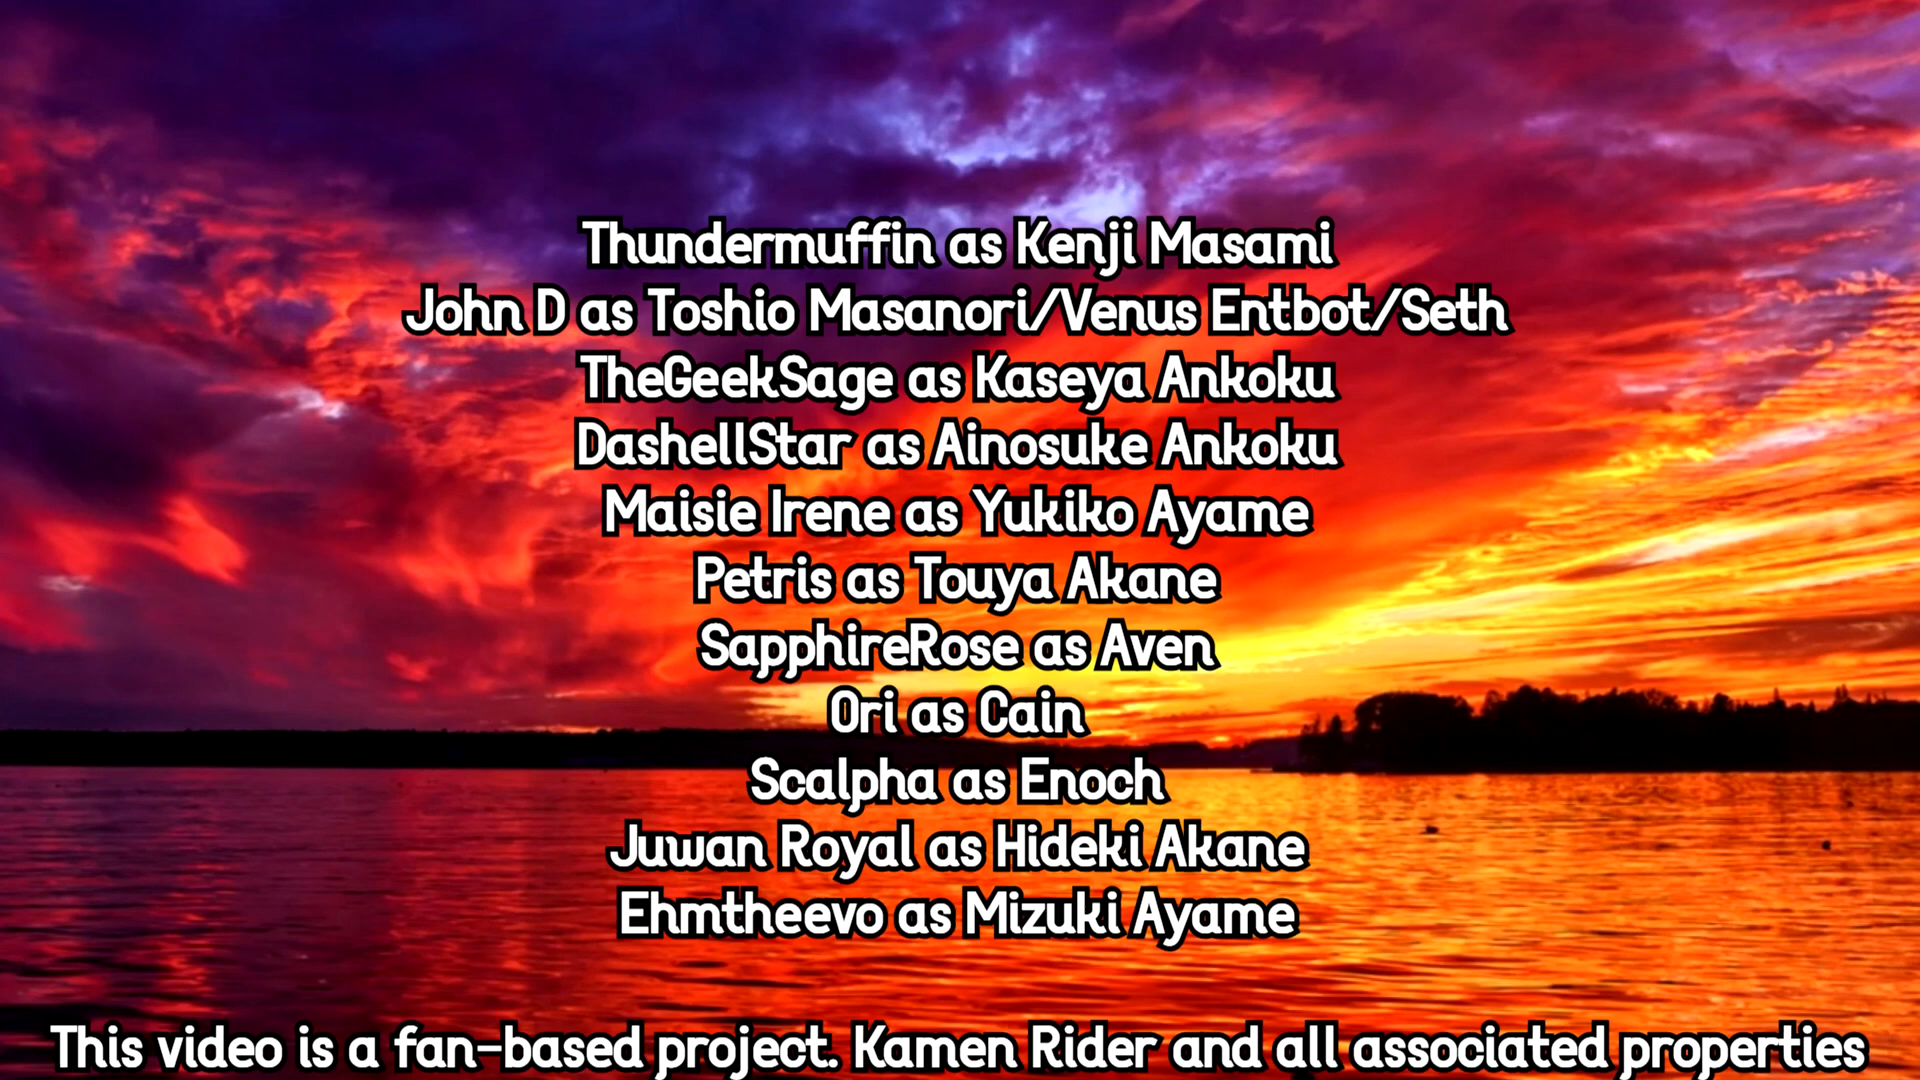 Thundermuffin as Kenji Masami
John D as Toshio Masanori/Venus Entbot/Seth
TheGeekSage as Kaseya Ankoku
DashellStar as Ainosuke Ankoku
Maisie Irene as Yukiko Ayame
Petris as Touya Akane
SapphireRose as Aven
Ori as Cain
Scalpha as Enoch
Juwan Royal as Hideki Akane
Ehmtheevo as Mizuki Ayame
This video is a fan-based project. Kamen Rider and all associated properties